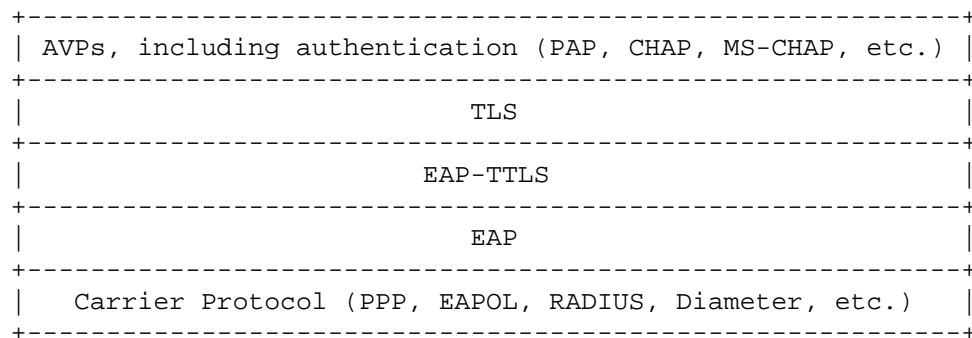 AVPs, including authentication (PAP, CHAP, MS-CHAP, etc.)
TLS
EAP-TTLS
EAP
Carrier Protocol (PPP, EAPOL, RADIUS, Diameter, etc.)